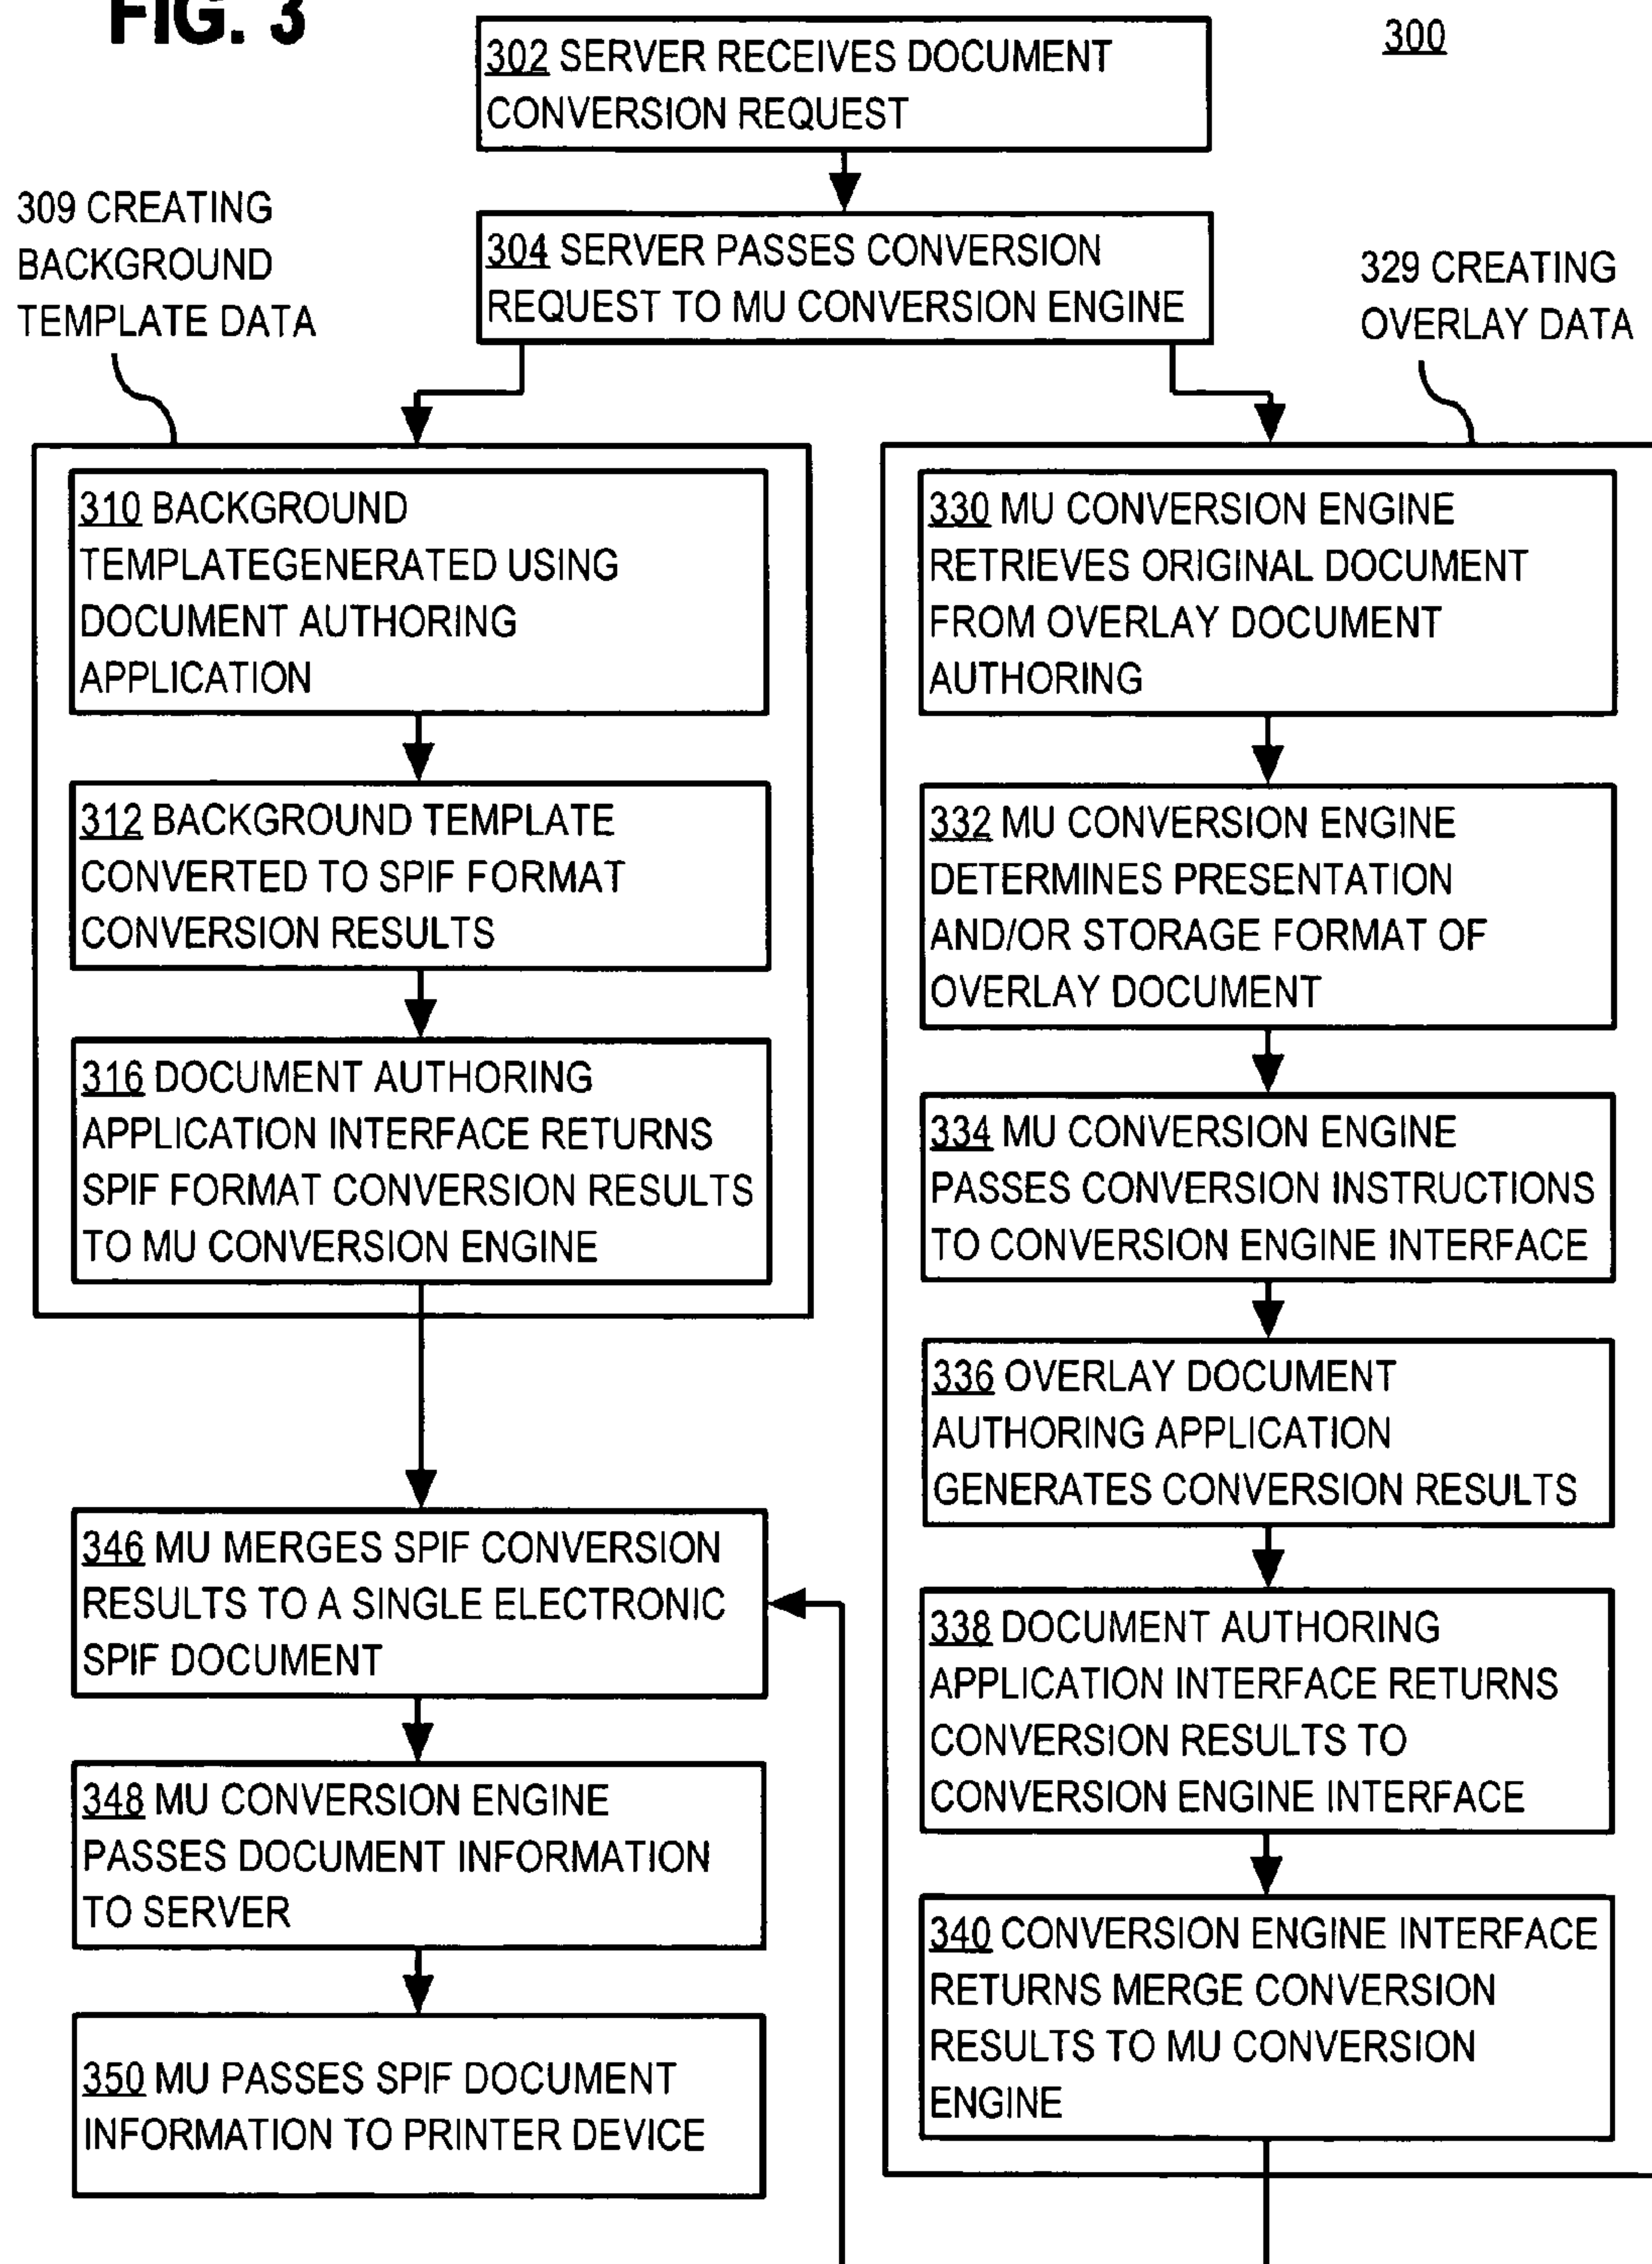 FIG. 3
300
302 SERVER RECEIVES DOCUMENT
CONVERSION REQUEST
304 SERVER PASSES CONVERSION
REQUEST TO MU CONVERSION ENGINE
309 CREATING
BACKGROUND
TEMPLATE DATA
329 CREATING
OVERLAY DATA
310 BACKGROUND
TEMPLATEGENERATED USING
DOCUMENT AUTHORING
APPLICATION
312 BACKGROUND TEMPLATE
CONVERTED TO SPIF FORMAT
CONVERSION RESULTS
316 DOCUMENT AUTHORING
APPLICATION INTERFACE RETURNS
SPIF FORMAT CONVERSION RESULTS
TO MU CONVERSION ENGINE
346 MU MERGES SPIF CONVERSION
RESULTS TO A SINGLE ELECTRONIC
SPIF DOCUMENT
348 MU CONVERSION ENGINE
PASSES DOCUMENT INFORMATION
TO SERVER
350 MU PASSES SPIF DOCUMENT
INFORMATION TO PRINTER DEVICE
330 MU CONVERSION ENGINE
RETRIEVES ORIGINAL DOCUMENT
FROM OVERLAY DOCUMENT
AUTHORING
332 MU CONVERSION ENGINE
DETERMINES PRESENTATION
AND/OR STORAGE FORMAT OF
OVERLAY DOCUMENT
334 MU CONVERSION ENGINE
PASSES CONVERSION INSTRUCTIONS
TO CONVERSION ENGINE INTERFACE
336 OVERLAY DOCUMENT
AUTHORING APPLICATION
GENERATES CONVERSION RESULTS
338 DOCUMENT AUTHORING
APPLICATION INTERFACE RETURNS
CONVERSION RESULTS TO
CONVERSION ENGINE INTERFACE
340 CONVERSION ENGINE INTERFACE
RETURNS MERGE CONVERSION
RESULTS TO MU CONVERSION
ENGINE